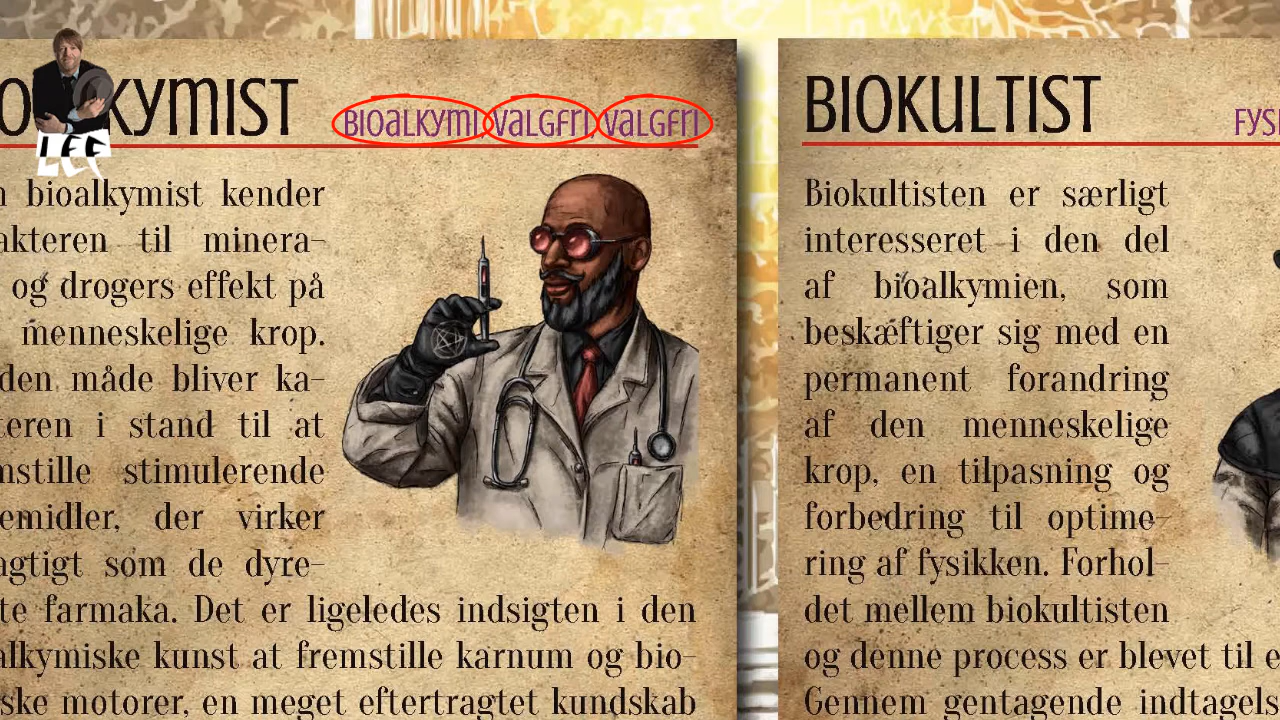 OALKYMIST
BIOALKYMI, VALGFRI, VALGFRI
n bioalkymist kender
akteren til minera-
og drogers effekt på
menneskelige krop.
den måde bliver ka-
teren i stand til at
mstille stimulerende
emidler, der virker
agtigt som de dyre-
te farmaka. Det er ligeledes indsigten i den
alkymiske kunst at fremstille karnum og bio-
ske motorer, en meget eftertragtet kundskab
BIOKULTIST
FYSI
Biokultisten er særligt
interesseret i den del
af bioalkymien, som
beskæftiger sig med en
permanent forandring
af den menneskelige
krop, en tilpasning og
forbedring til optime-
ring af fysikken. Forhol-
det mellem biokultisten
og denne process er blevet til e
Gennem gentagende indtagels